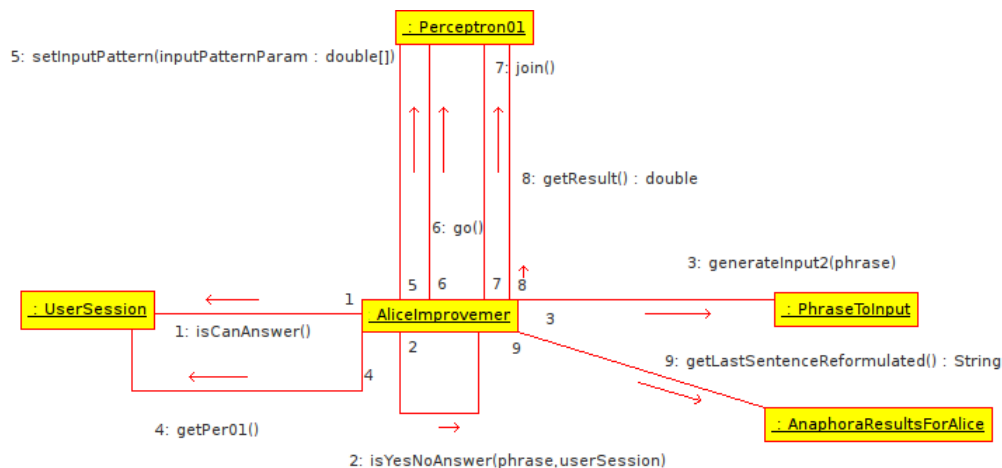 : Perceptron01
5: setInputPattern(inputPatternParam : double[])
7: join()
8: getResult() : double
6: go()
3: generateInput2(phrase)
5 6 7 8
: UserSession
1
: AliceImprovemer
3
: PhraseToInput
1: isCanAnswer()
2
9
9: getLastSentenceReformulated() : String
4
4: getPer01()
: AnaphoraResultsForAlice
2: isYesNoAnswer(phrase,userSession)